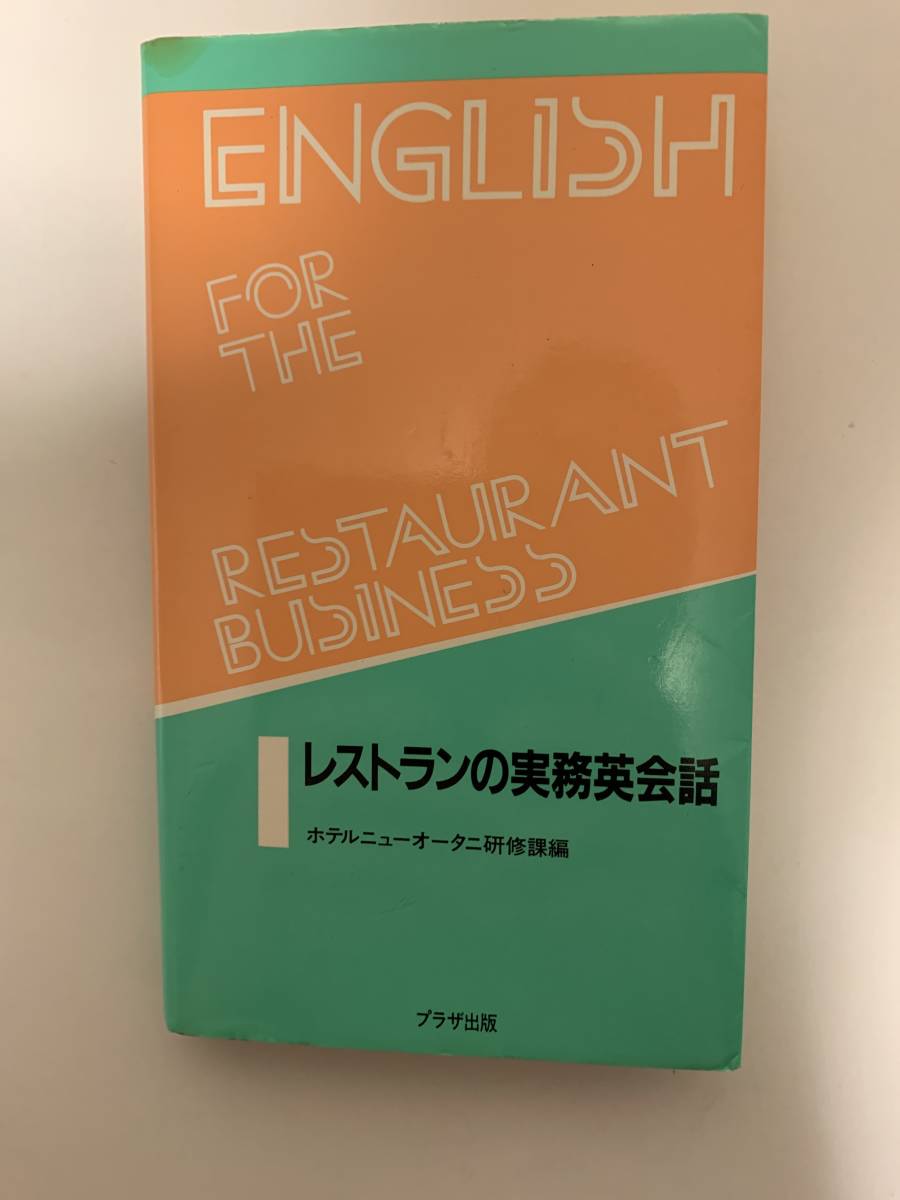 ENGLISH
FOR
THE
RESTAURANT
BUSINESS
レストランの実務英会話
ホテルニューオータニ研修課編
プラザ出版